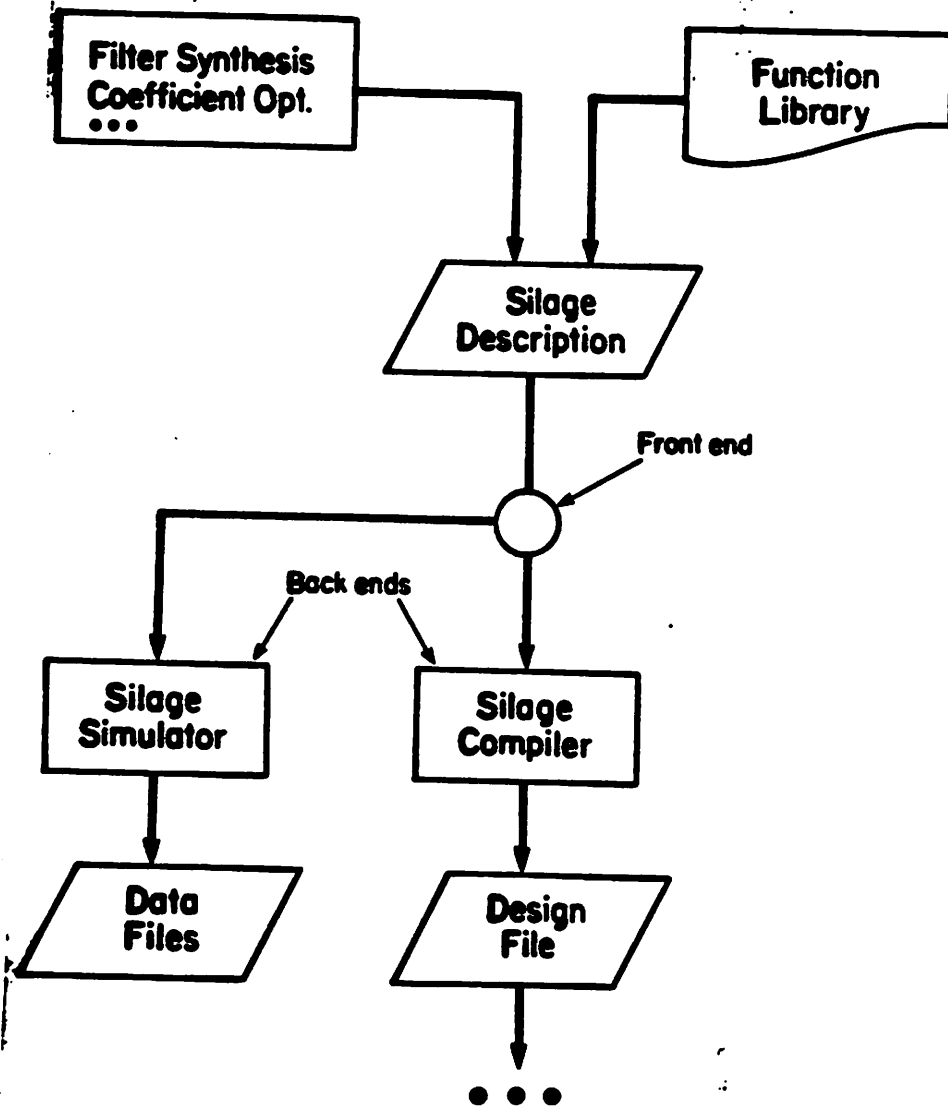 Filter Synthesis
Coefficient Opt.
•••
Function
Library
Silage
Description
Front end
Back ends
Silage
Simulator
Silage
Compiler
Data
Files
Design
File
• • •